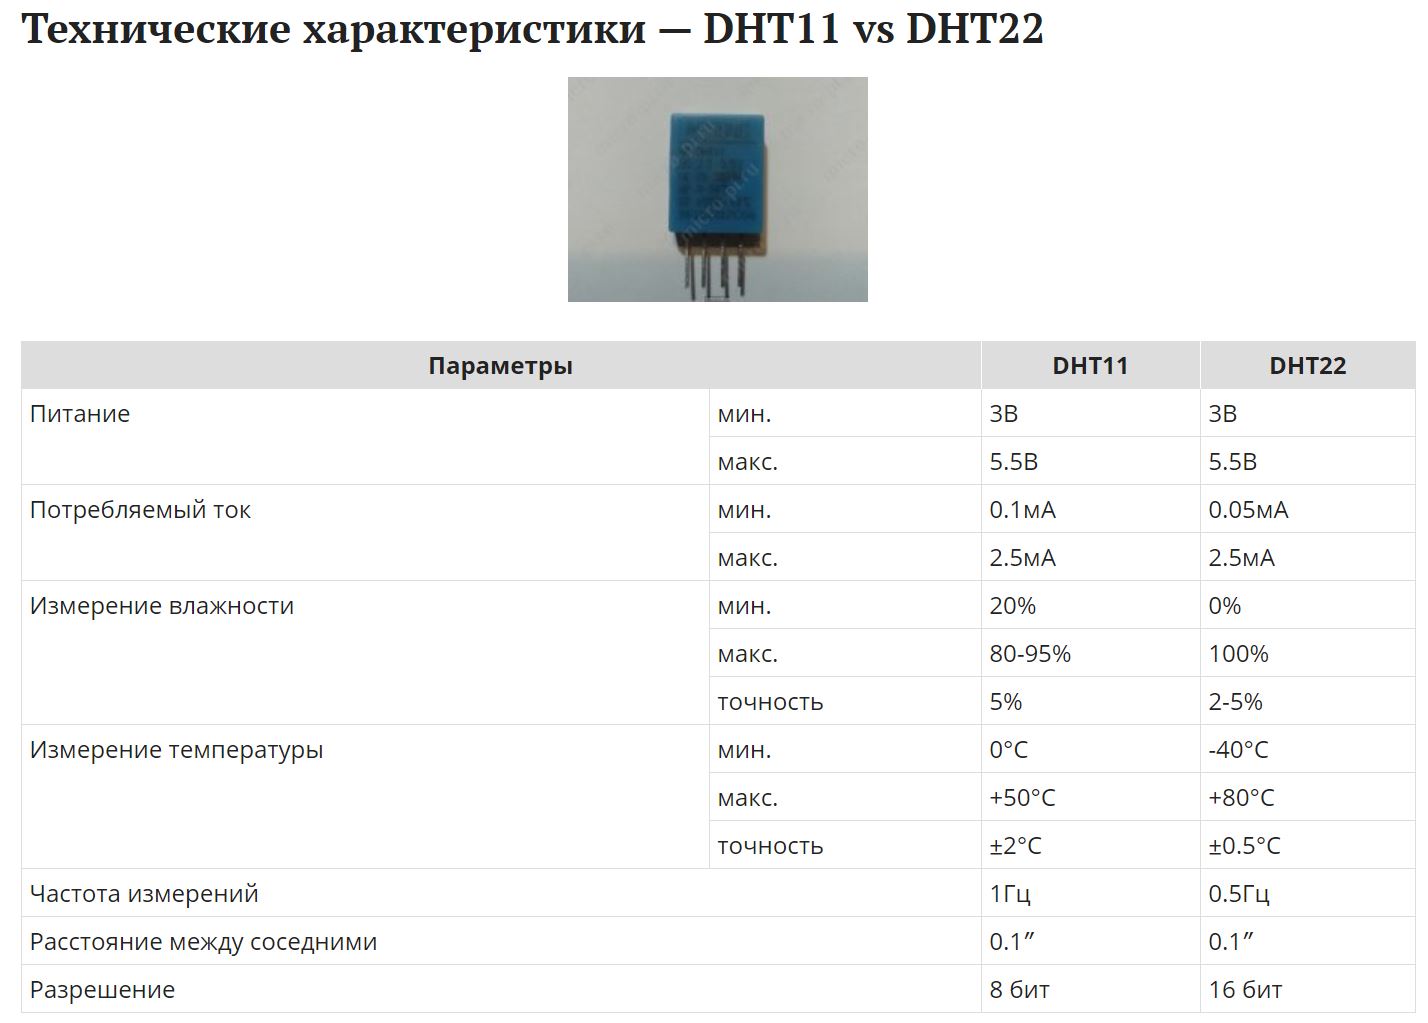 Технические характеристики — DHT11 vs DHT22
micro-pi.ru
Параметры DHT11 DHT22
Питание мин. 3В 3В
макс. 5.5В 5.5В
Потребляемый ток мин. 0.1мА 0.05мА
макс. 2.5мА 2.5мА
Измерение влажности мин. 20% 0%
макс. 80-95% 100%
точность 5% 2-5%
Измерение температуры мин. 0°C -40°C
макс. +50°C +80°C
точность ±2°C ±0.5°C
Частота измерений 1Гц 0.5Гц
Расстояние между соседними 0.1″ 0.1″
Разрешение 8 бит 16 бит